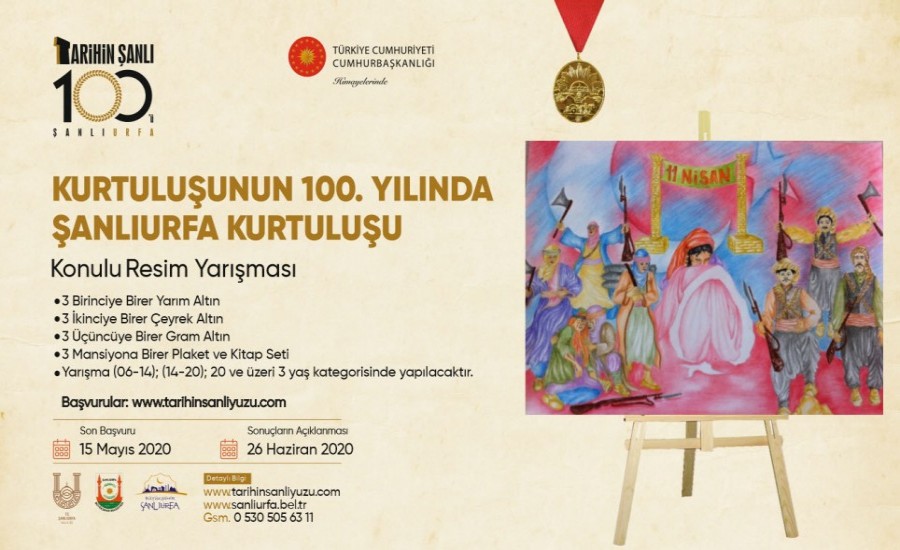 TARİHİN ŞANLI
100.'ü
ŞANLIURFA
TÜRKİYE CUMHURİYETİ
CUMHURBAŞKANLIĞI
Himayelerinde
11 NİSAN
KURTULUŞUNUN 100. YILINDA
ŞANLIURFA KURTULUŞU
Konulu Resim Yarışması
•3 Birinciye Birer Yarım Altın
•3 İkinciye Birer Çeyrek Altın
•3 Üçüncüye Birer Gram Altın
•3 Mansiyona Birer Plaket ve Kitap Seti
•Yarışma (06-14); (14-20); 20 ve üzeri 3 yaş kategorisinde yapılacaktır.
Başvurular: www.tarihinsanliyuzu.com
Son Başvuru
15 Mayıs 2020
Sonuçların Açıklanması
26 Haziran 2020
BÜYÜKŞEHİR
ŞANLIURFA
Detaylı Bilgi
www.tarihinsanliyuzu.com
www.sanliurfa.bel.tr
Gsm. 0 530 505 63 11